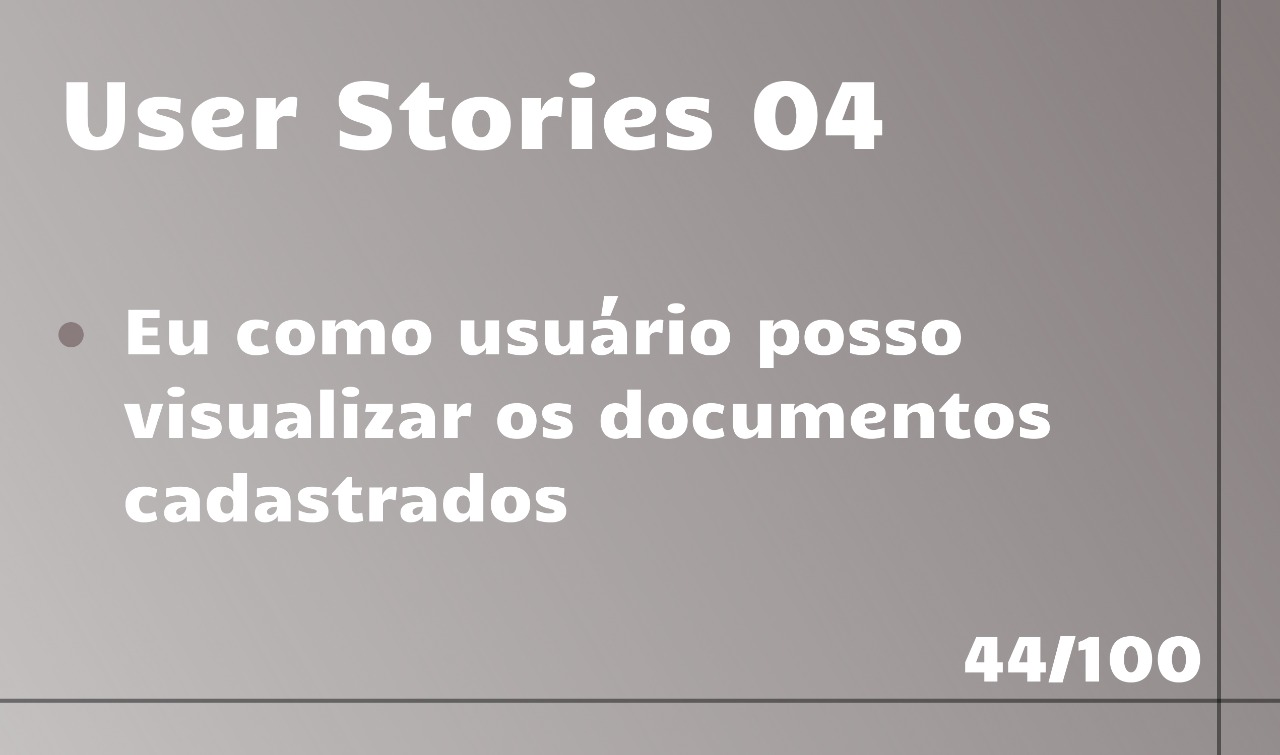 User Stories 04
Eu como usuário posso
visualizar os documentos
cadastrados
44/100